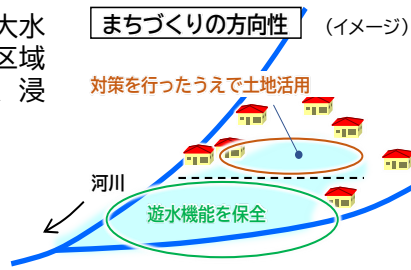 大水
区域
浸
まちづくりの方向性 (イメージ)
対策を行ったうえで土地活用
河川
遊水機能を保全